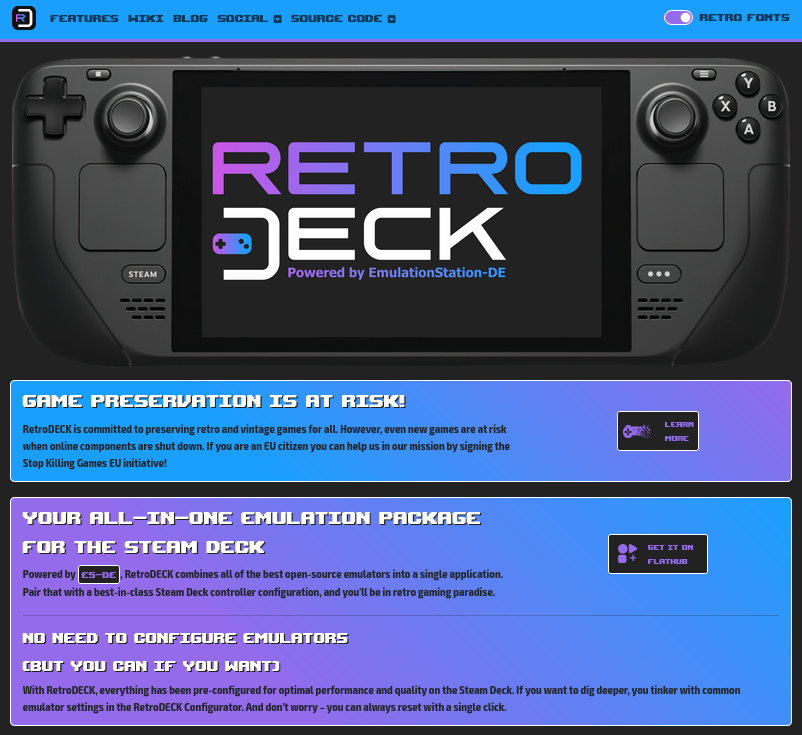 FEATURES WIKI BLOG SOCIAL SOURCE CODE RETRO FONTS
Y
X B
A
RETRO
DECK
Powered by EmulationStation-DE
STEAM
GAME PRESERVATION IS AT RISK!
RetroDECK is committed to preserving retro and vintage games for all. However, even new games are at risk
when online components are shut down. If you are an EU citizen you can help us in our mission by signing the
Stop Killing Games EU initiative!
LEARN
MORE
YOUR ALL-IN-ONE EMULATION PACKAGE
FOR THE STEAM DECK
Powered by ES-DE, RetroDECK combines all of the best open-source emulators into a single application.
Pair that with a best-in-class Steam Deck controller configuration, and you'll be in retro gaming paradise.
GET IT ON
FLATHUB
NO NEED TO CONFIGURE EMULATORS
(BUT YOU CAN IF YOU WANT)
With RetroDECK, everything has been pre-configured for optimal performance and quality on the Steam Deck. If you want to dig deeper, you tinker with common
emulator settings in the RetroDECK Configurator. And don't worry – you can always reset with a single click.